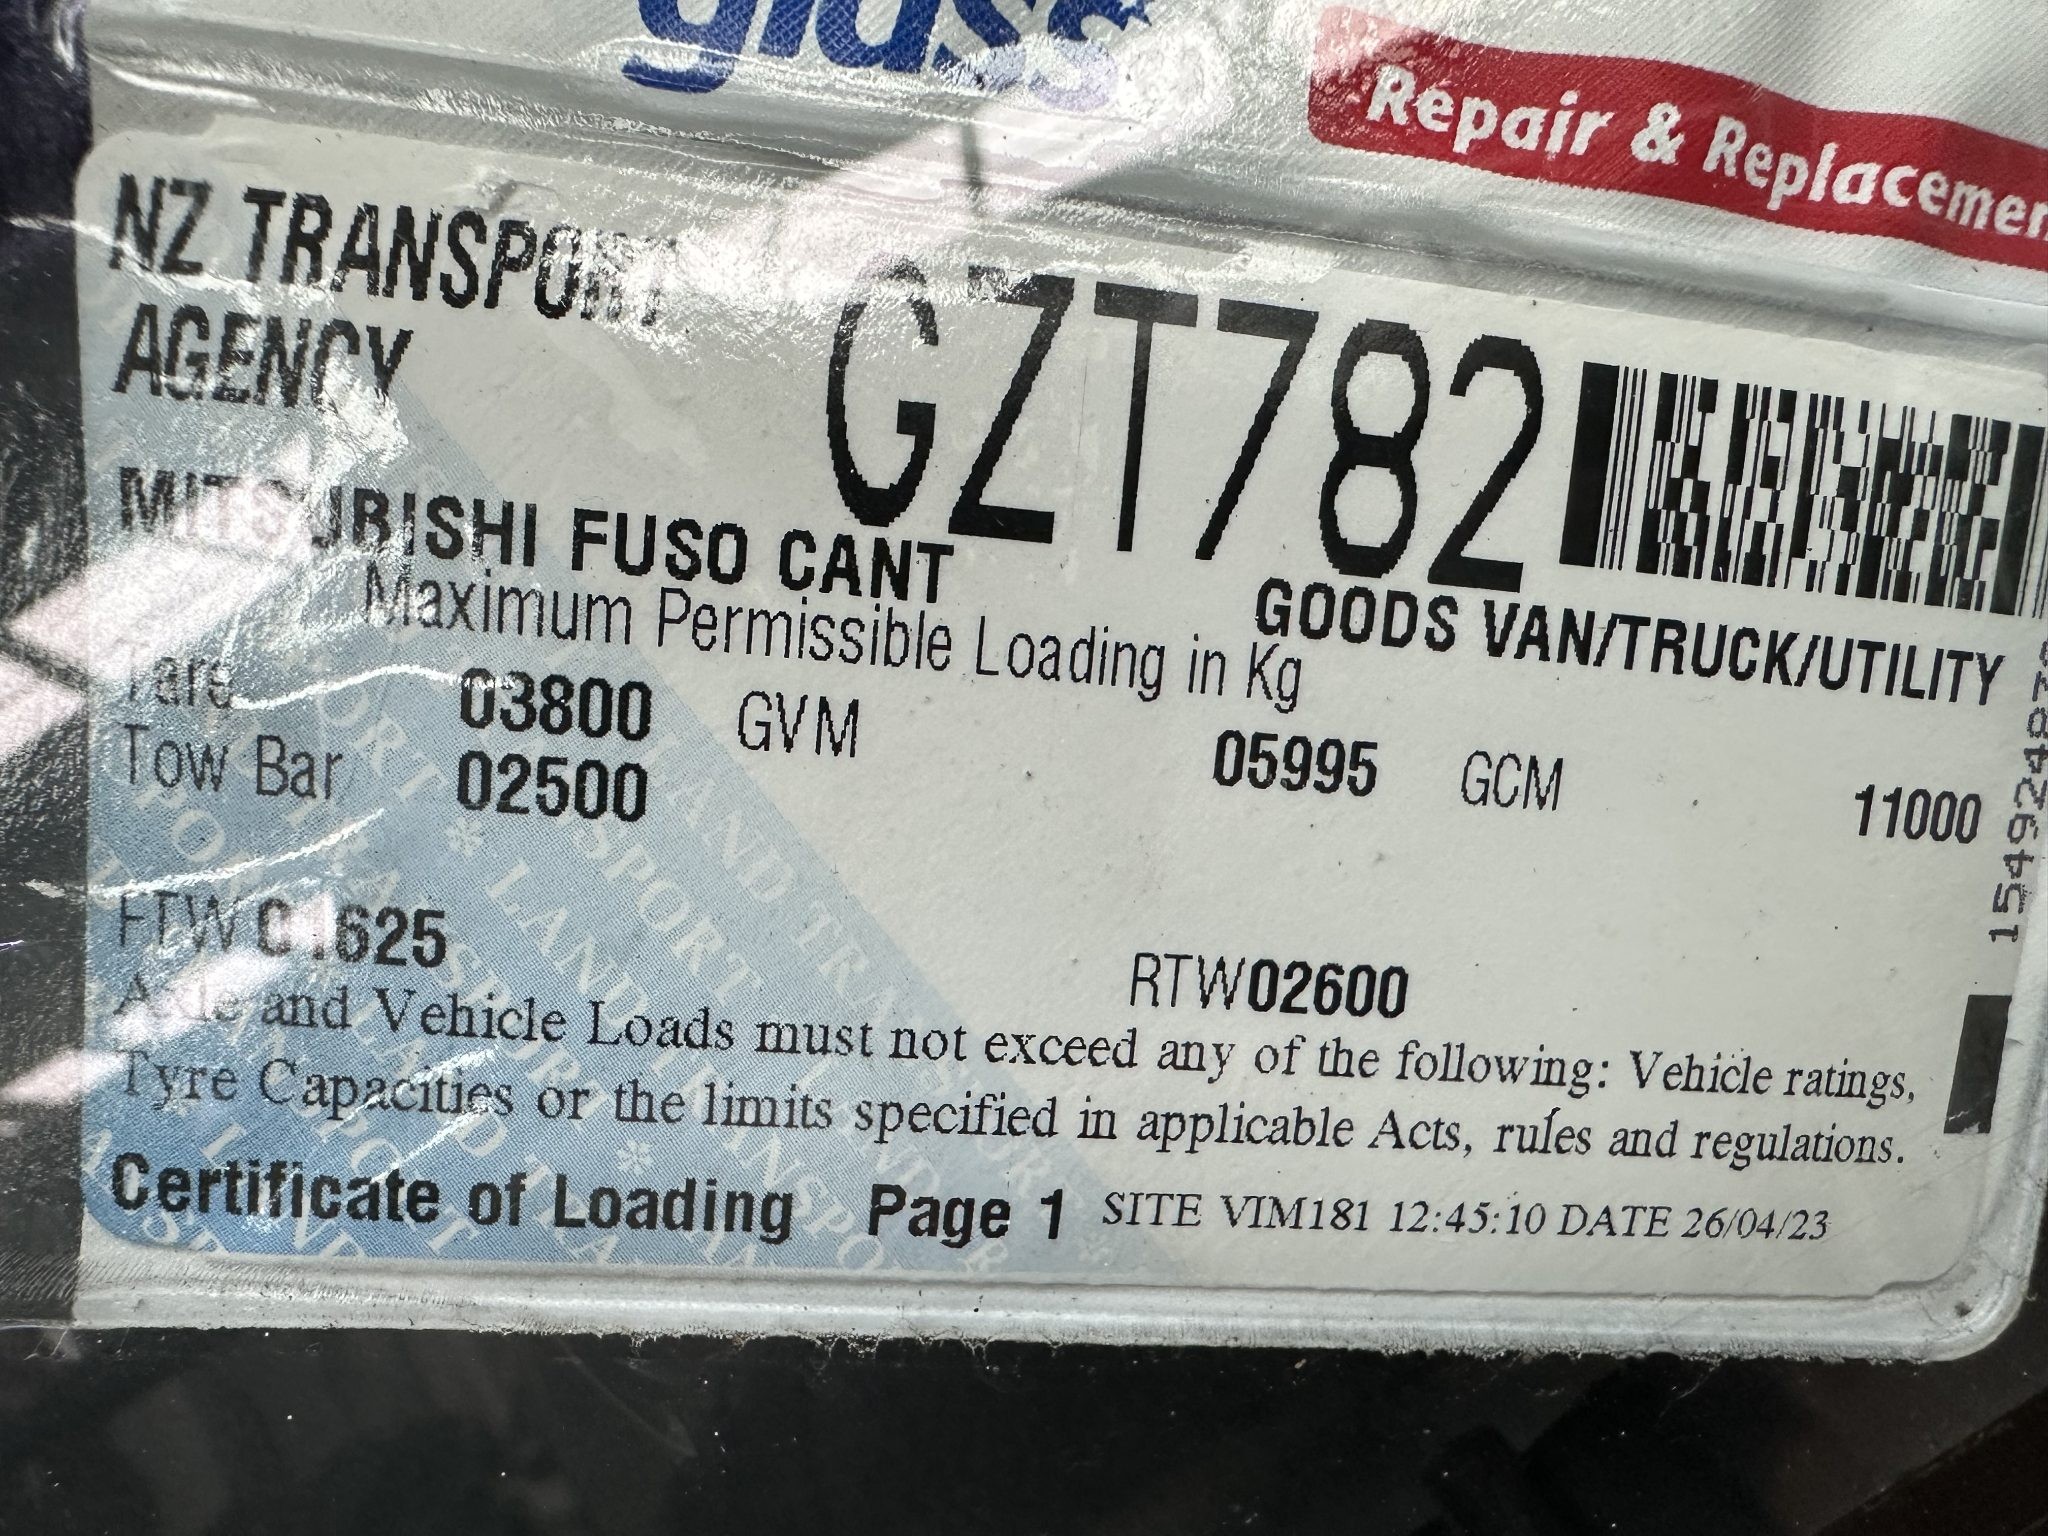 glass
Repair & Replacemen
NZ TRANSPORT
AGENCY
GZT782
MITSUBISHI FUSO CANT
GOODS VAN/TRUCK/UTILITY
Maximum Permissible Loading in Kg
Tare 03800 GVM 05995 GCM 11000
Tow Bar 02500
FTW 01625 RTW02600
Axle and Vehicle Loads must not exceed any of the following: Vehicle ratings,
Tyre Capacities or the limits specified in applicable Acts, rules and regulations.
Certificate of Loading Page 1 SITE VIM181 12:45:10 DATE 26/04/23